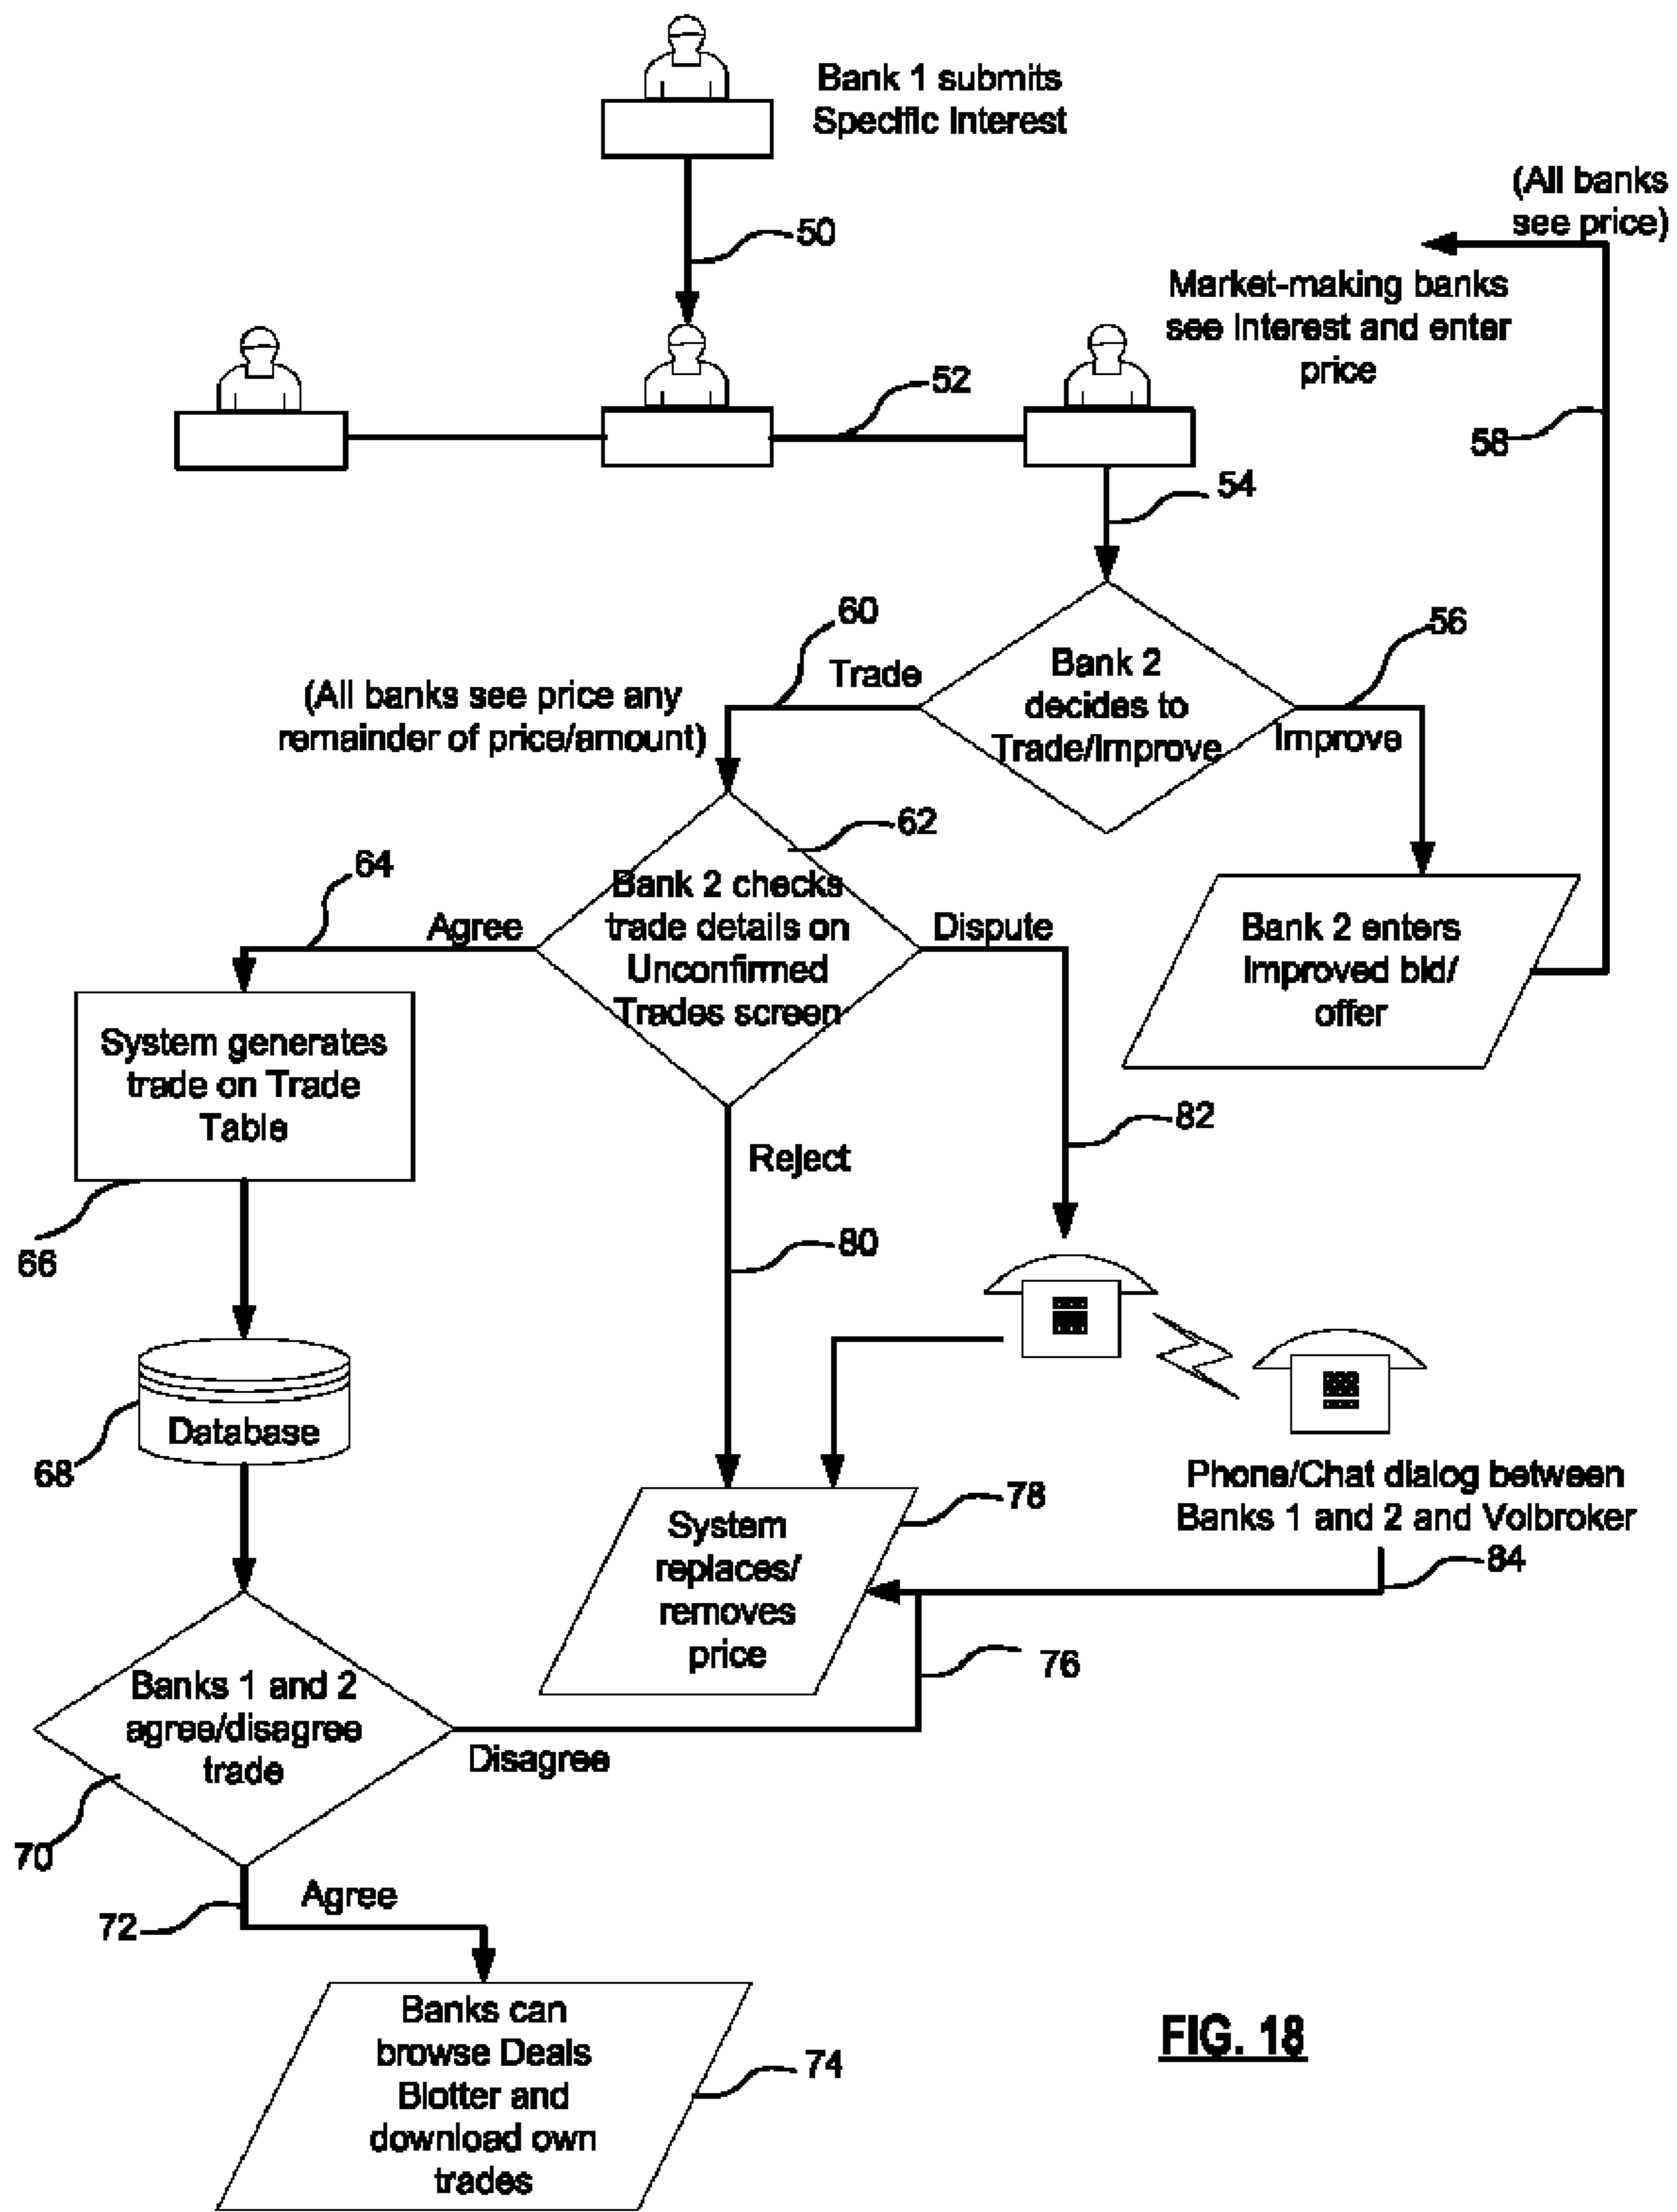 Bank 1 submits
Specific Interest
50
(All banks
see price)
Market-making banks
see Interest and enter
price
52
58
54
60
56
Trade
Bank 2
decides to
Trade/Improve
Improve
(All banks see price any
remainder of price/amount)
62
64
Agree
Bank 2 checks
trade details on
Unconfirmed
Trades screen
Dispute
Bank 2 enters
Improved bid/
offer
System generates
trade on Trade
Table
82
Reject
66
80
Database
68
Phone/Chat dialog between
Banks 1 and 2 and Volbroker
78
System
replaces/
removes
price
84
76
Banks 1 and 2
agree/disagree
trade
Disagree
70
Agree
72
Banks can
browse Deals
Blotter and
download own
trades
74
FIG. 18